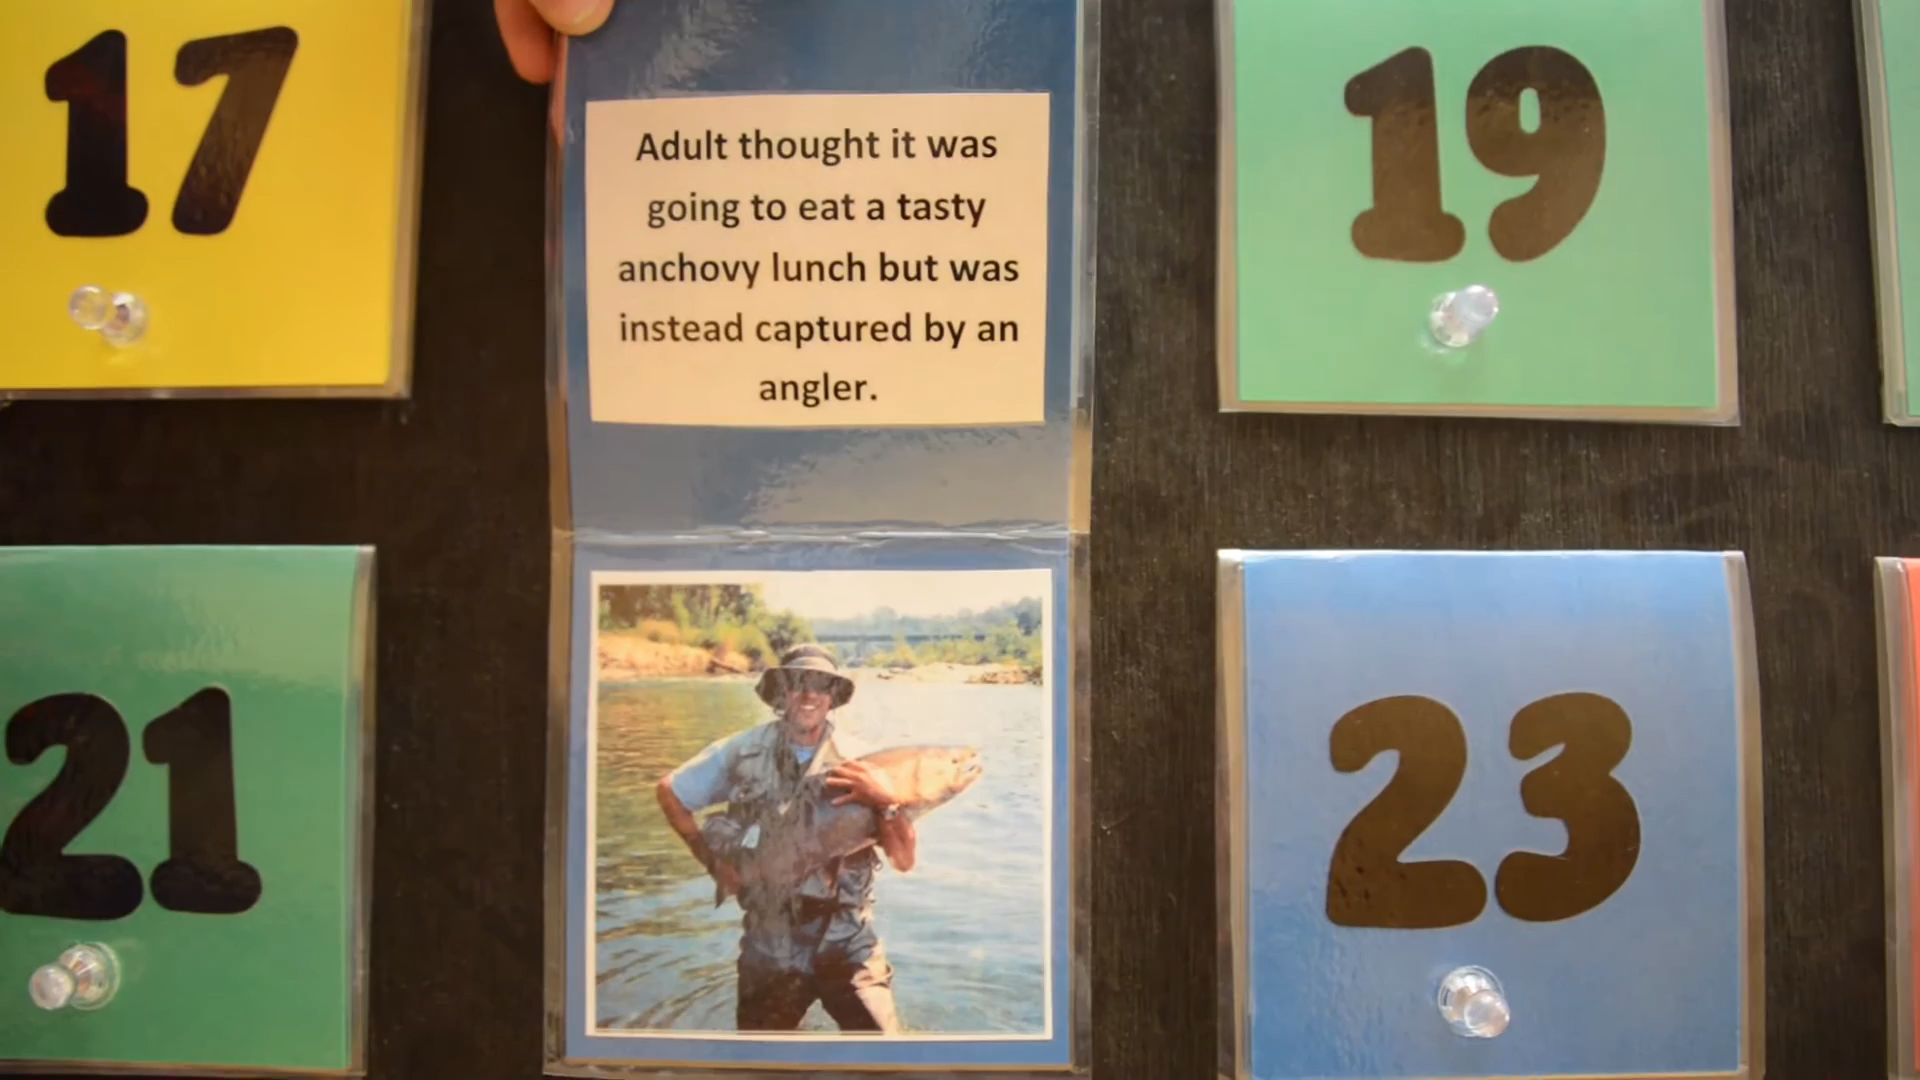 17
Adult thought it was
going to eat a tasty
anchovy lunch but was
instead captured by an
angler.
19
21
23